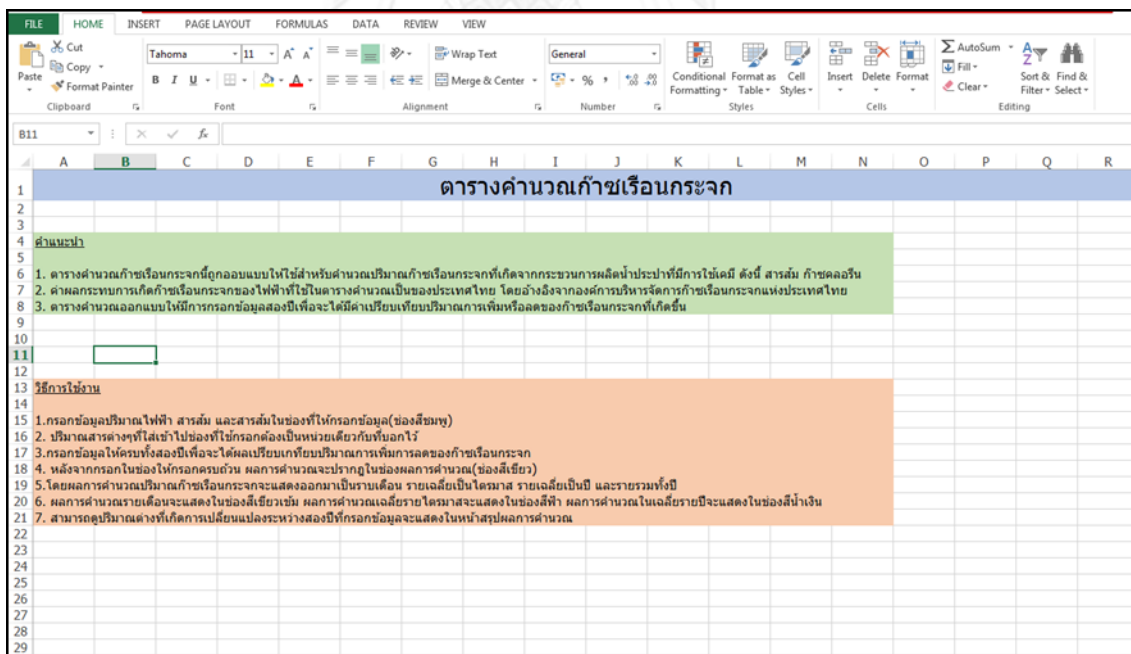 FILE HOME INSERT PAGE LAYOUT FORMULAS DATA REVIEW VIEW
Cut
Copy
Format Painter
Paste
Clipboard
Tahoma 11 A A
B I U A
Font
Wrap Text
Merge & Center
Alignment
General
% ,
Number
Conditional Formatting
Format as Table
Cell Styles
Styles
Insert Delete Format
Cells
AutoSum
Fill
Clear
Sort & Filter
Find & Select
Editing
B11 fx
A B C D E F G H I J K L M N O P Q R
1 ตารางคำนวณก๊าซเรือนกระจก
2
3
4 คำแนะนำ
5
6 1. ตารางคำนวณก๊าซเรือนกระจกนี้ถูกออกแบบให้ใช้สำหรับคำนวณปริมาณก๊าซเรือนกระจกที่เกิดจากกระบวนการผลิตน้ำประปาที่มีการใช้เคมี ดังนี้ สารส้ม ก๊าซคลอรีน
7 2. ค่าผลกระทบการเกิดก๊าซเรือนกระจกของไฟฟ้าที่ใช้ในตารางคำนวณเป็นของประเทศไทย โดยอ้างอิงจากองค์การบริหารจัดการก๊าซเรือนกระจกแห่งประเทศไทย
8 3. ตารางคำนวณออกแบบให้มีการกรอกข้อมูลสองปีเพื่อจะได้มีค่าเปรียบเทียบปริมาณการเพิ่มหรือลดของก๊าซเรือนกระจกที่เกิดขึ้น
9
10
11
12
13 วิธีการใช้งาน
14
15 1.กรอกข้อมูลปริมาณไฟฟ้า สารส้ม และสารส้มในช่องที่ให้กรอกข้อมูล(ช่องสีชมพู)
16 2. ปริมาณสารต่างๆที่ใส่เข้าไปช่องที่ใช้กรอกต้องเป็นหน่วยเดียวกับที่บอกไว้
17 3.กรอกข้อมูลให้ครบทั้งสองปีเพื่อจะได้ผลเปรียบเกทียบปริมาณการเพิ่มการลดของก๊าซเรือนกระจก
18 4. หลังจากกรอกในช่องให้กรอกครบถ้วน ผลการคำนวณจะปรากฏในช่องผลการคำนวณ(ช่องสีเขียว)
19 5.โดยผลการคำนวณปริมาณก๊าซเรือนกระจกจะแสดงออกมาเป็นราบเดือน รายเฉลี่ยเป็นไตรมาส รายเฉลี่ยเป็นปี และรายรวมทั้งปี
20 6. ผลการคำนวณรายเดือนจะแสดงในช่องสีเขียวเข้ม ผลการคำนวณเฉลี่ยรายไตรมาสจะแสดงในช่องสีฟ้า ผลการคำนวณในเฉลี่ยรายปีจะแสดงในช่องสีน้ำเงิน
21 7. สามารถดูปริมาณต่างที่เกิดการเปลี่ยนแปลงระหว่างสองปีที่กรอกข้อมูลจะแสดงในหน้าสรุปผลการคำนวณ
22
23
24
25
26
27
28
29